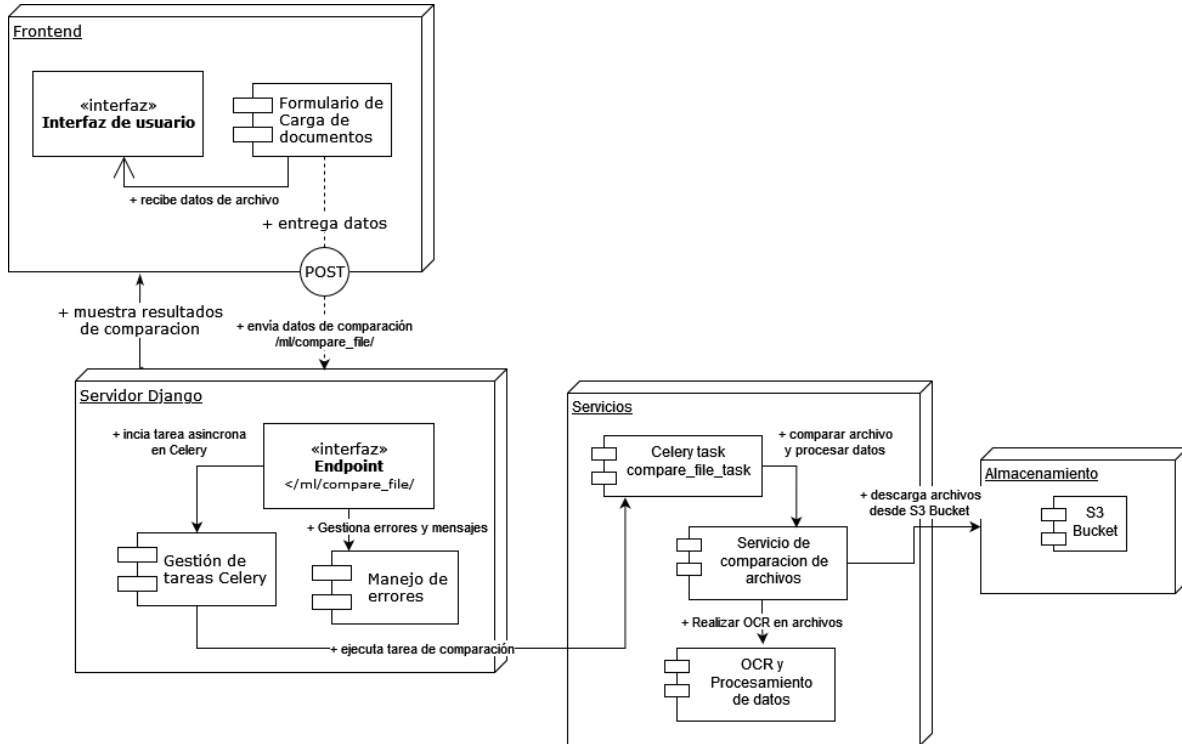 Frontend
«interfaz»
Interfaz de usuario
Formulario de
Carga de
documentos
+ recibe datos de archivo
+ entrega datos
POST
+ muestra resultados
de comparacion
+ envía datos de comparación
/ml/compare_file/
Servidor Django
+ incia tarea asincrona
en Celery
«interfaz»
Endpoint
</ml/compare_file/
+ Gestiona errores y mensajes
Gestión de
tareas Celery
Manejo de
errores
+ ejecuta tarea de comparación
Servicios
Celery task
compare_file_task
+ comparar archivo
y procesar datos
Servicio de
comparacion de
archivos
+ Realizar OCR en archivos
OCR y
Procesamiento
de datos
+ descarga archivos
desde S3 Bucket
Almacenamiento
S3
Bucket